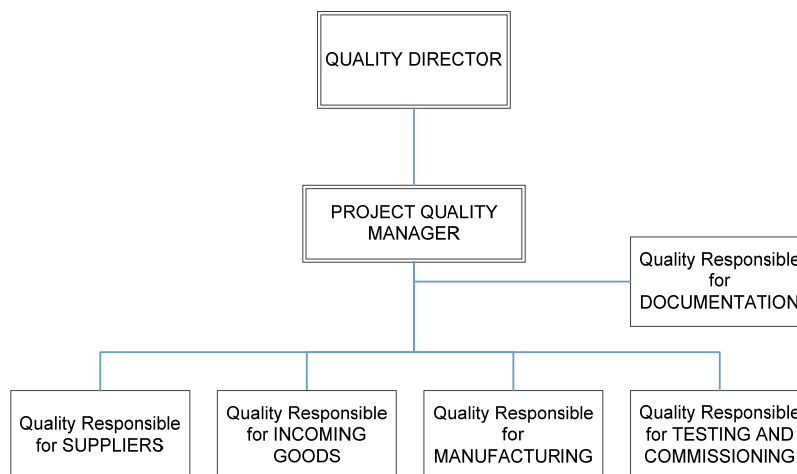 QUALITY DIRECTOR
PROJECT QUALITY
MANAGER
Quality Responsible
for
DOCUMENTATION
Quality Responsible
for SUPPLIERS
Quality Responsible
for INCOMING
GOODS
Quality Responsible
for
MANUFACTURING
Quality Responsible
for TESTING AND
COMMISSIONING